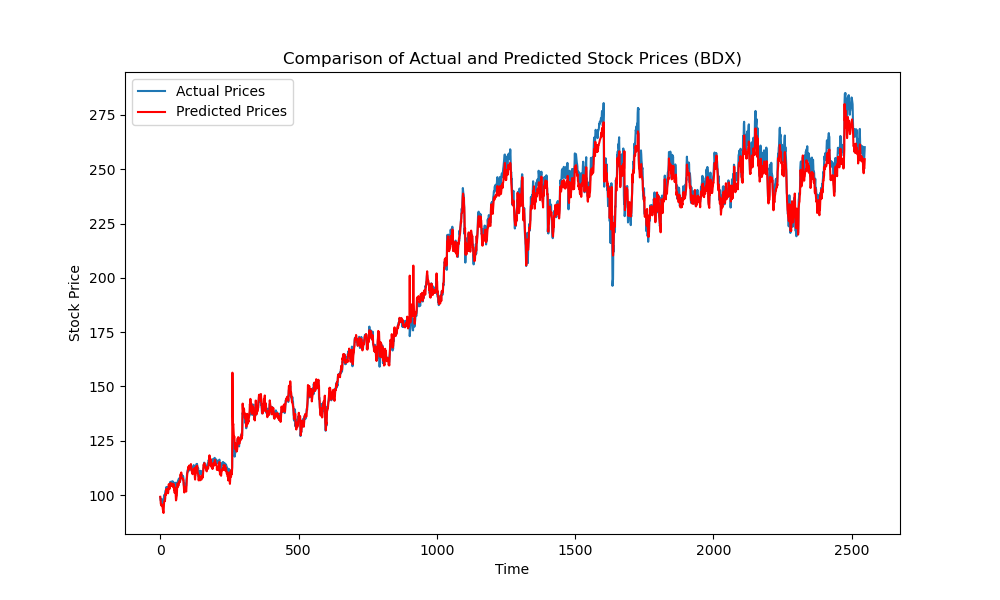 Comparison of Actual and Predicted Stock Prices (BDX)
Actual Prices
Predicted Prices
Stock Price
275
250
225
200
175
150
125
100
0 500 1000 1500 2000 2500
Time